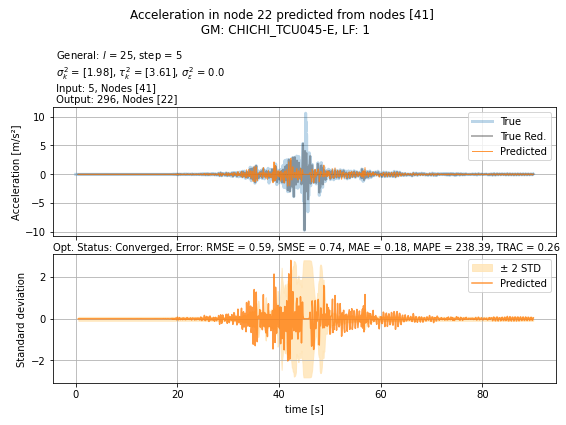 Acceleration in node 22 predicted from nodes [41]
GM: CHICHI_TCU045-E, LF: 1
General: l = 25, step = 5
σ²ₖ = [1.98], τ²ₖ = [3.61], σ²ε = 0.0
Input: 5, Nodes [41]
Output: 296, Nodes [22]
Acceleration [m/s²]
10
5
0
−5
−10
True
True Red.
Predicted
Opt. Status: Converged, Error: RMSE = 0.59, SMSE = 0.74, MAE = 0.18, MAPE = 238.39, TRAC = 0.26
Standard deviation
2
0
−2
± 2 STD
Predicted
0 20 40 60 80
time [s]